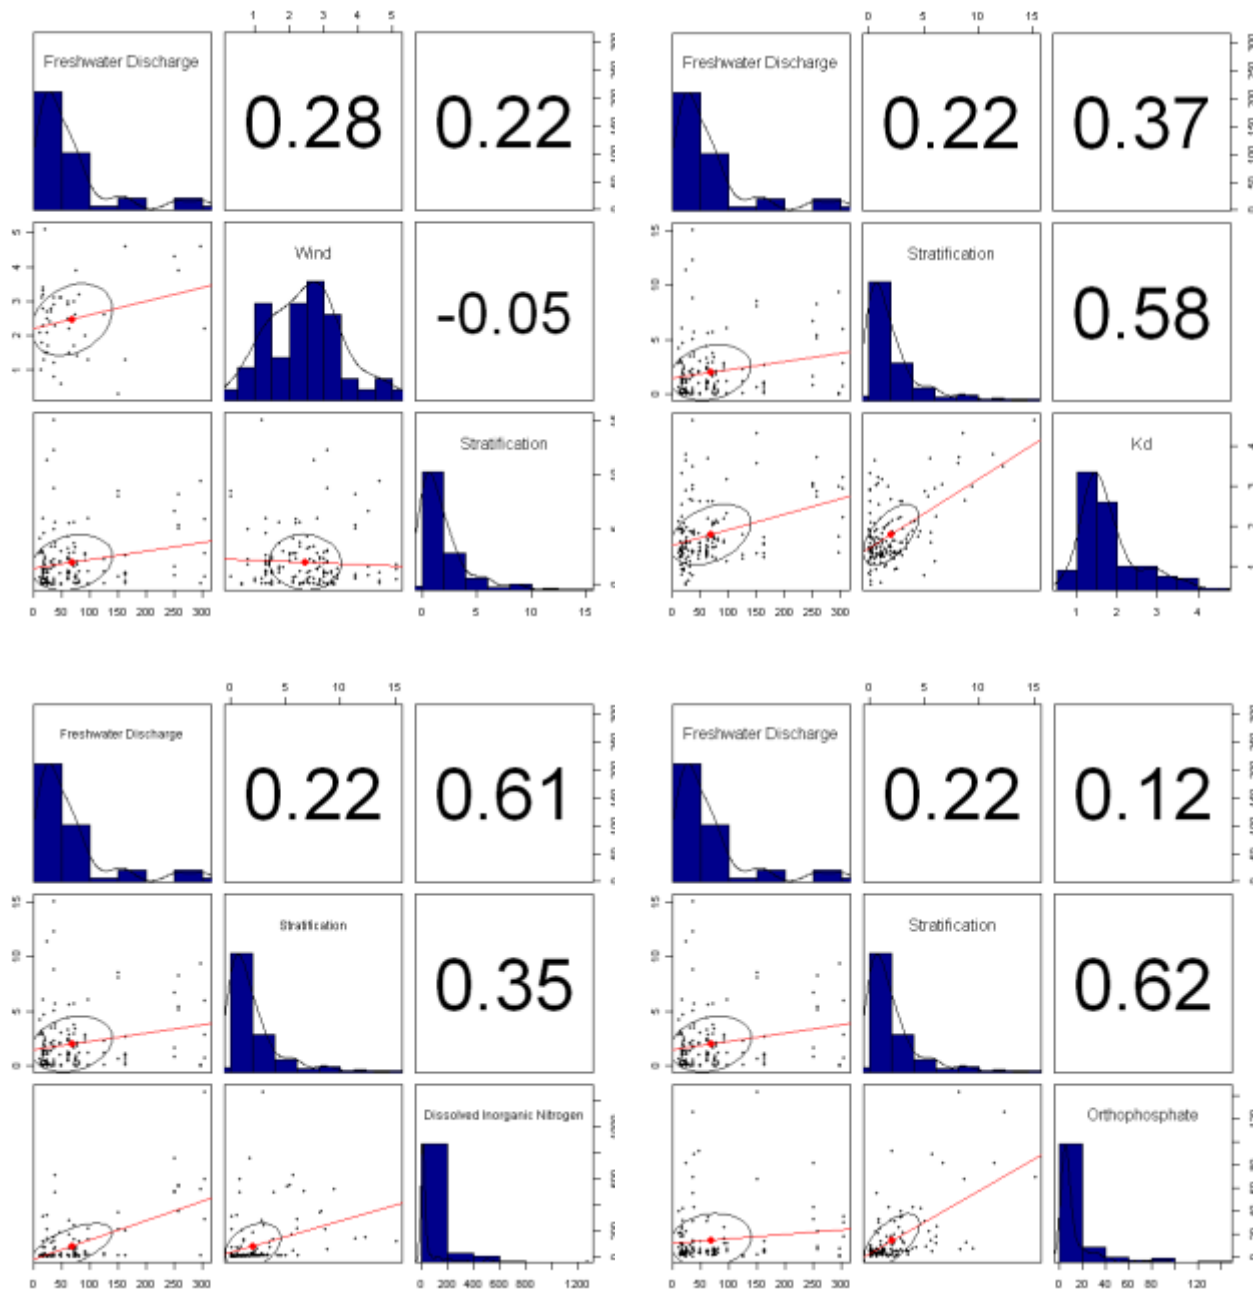 1 2 3 4 5
0 5 10 15
Freshwater Discharge
0.28
0.22
Freshwater Discharge
0.22
0.37
Wind
-0.05
Stratification
0.58
Stratification
Kd
0 50 100 150 200 250 300
0 5 10 15
0 50 100 150 200 250 300
1 2 3 4
0 5 10 15
0 5 10 15
Freshwater Discharge
0.22
0.61
Freshwater Discharge
0.22
0.12
Stratification
0.35
Stratification
0.62
Dissolved Inorganic Nitrogen
Orthophosphate
0 50 100 150 200 250 300
0 200 400 600 800 1200
0 50 100 150 200 250 300
0 20 40 60 80 120